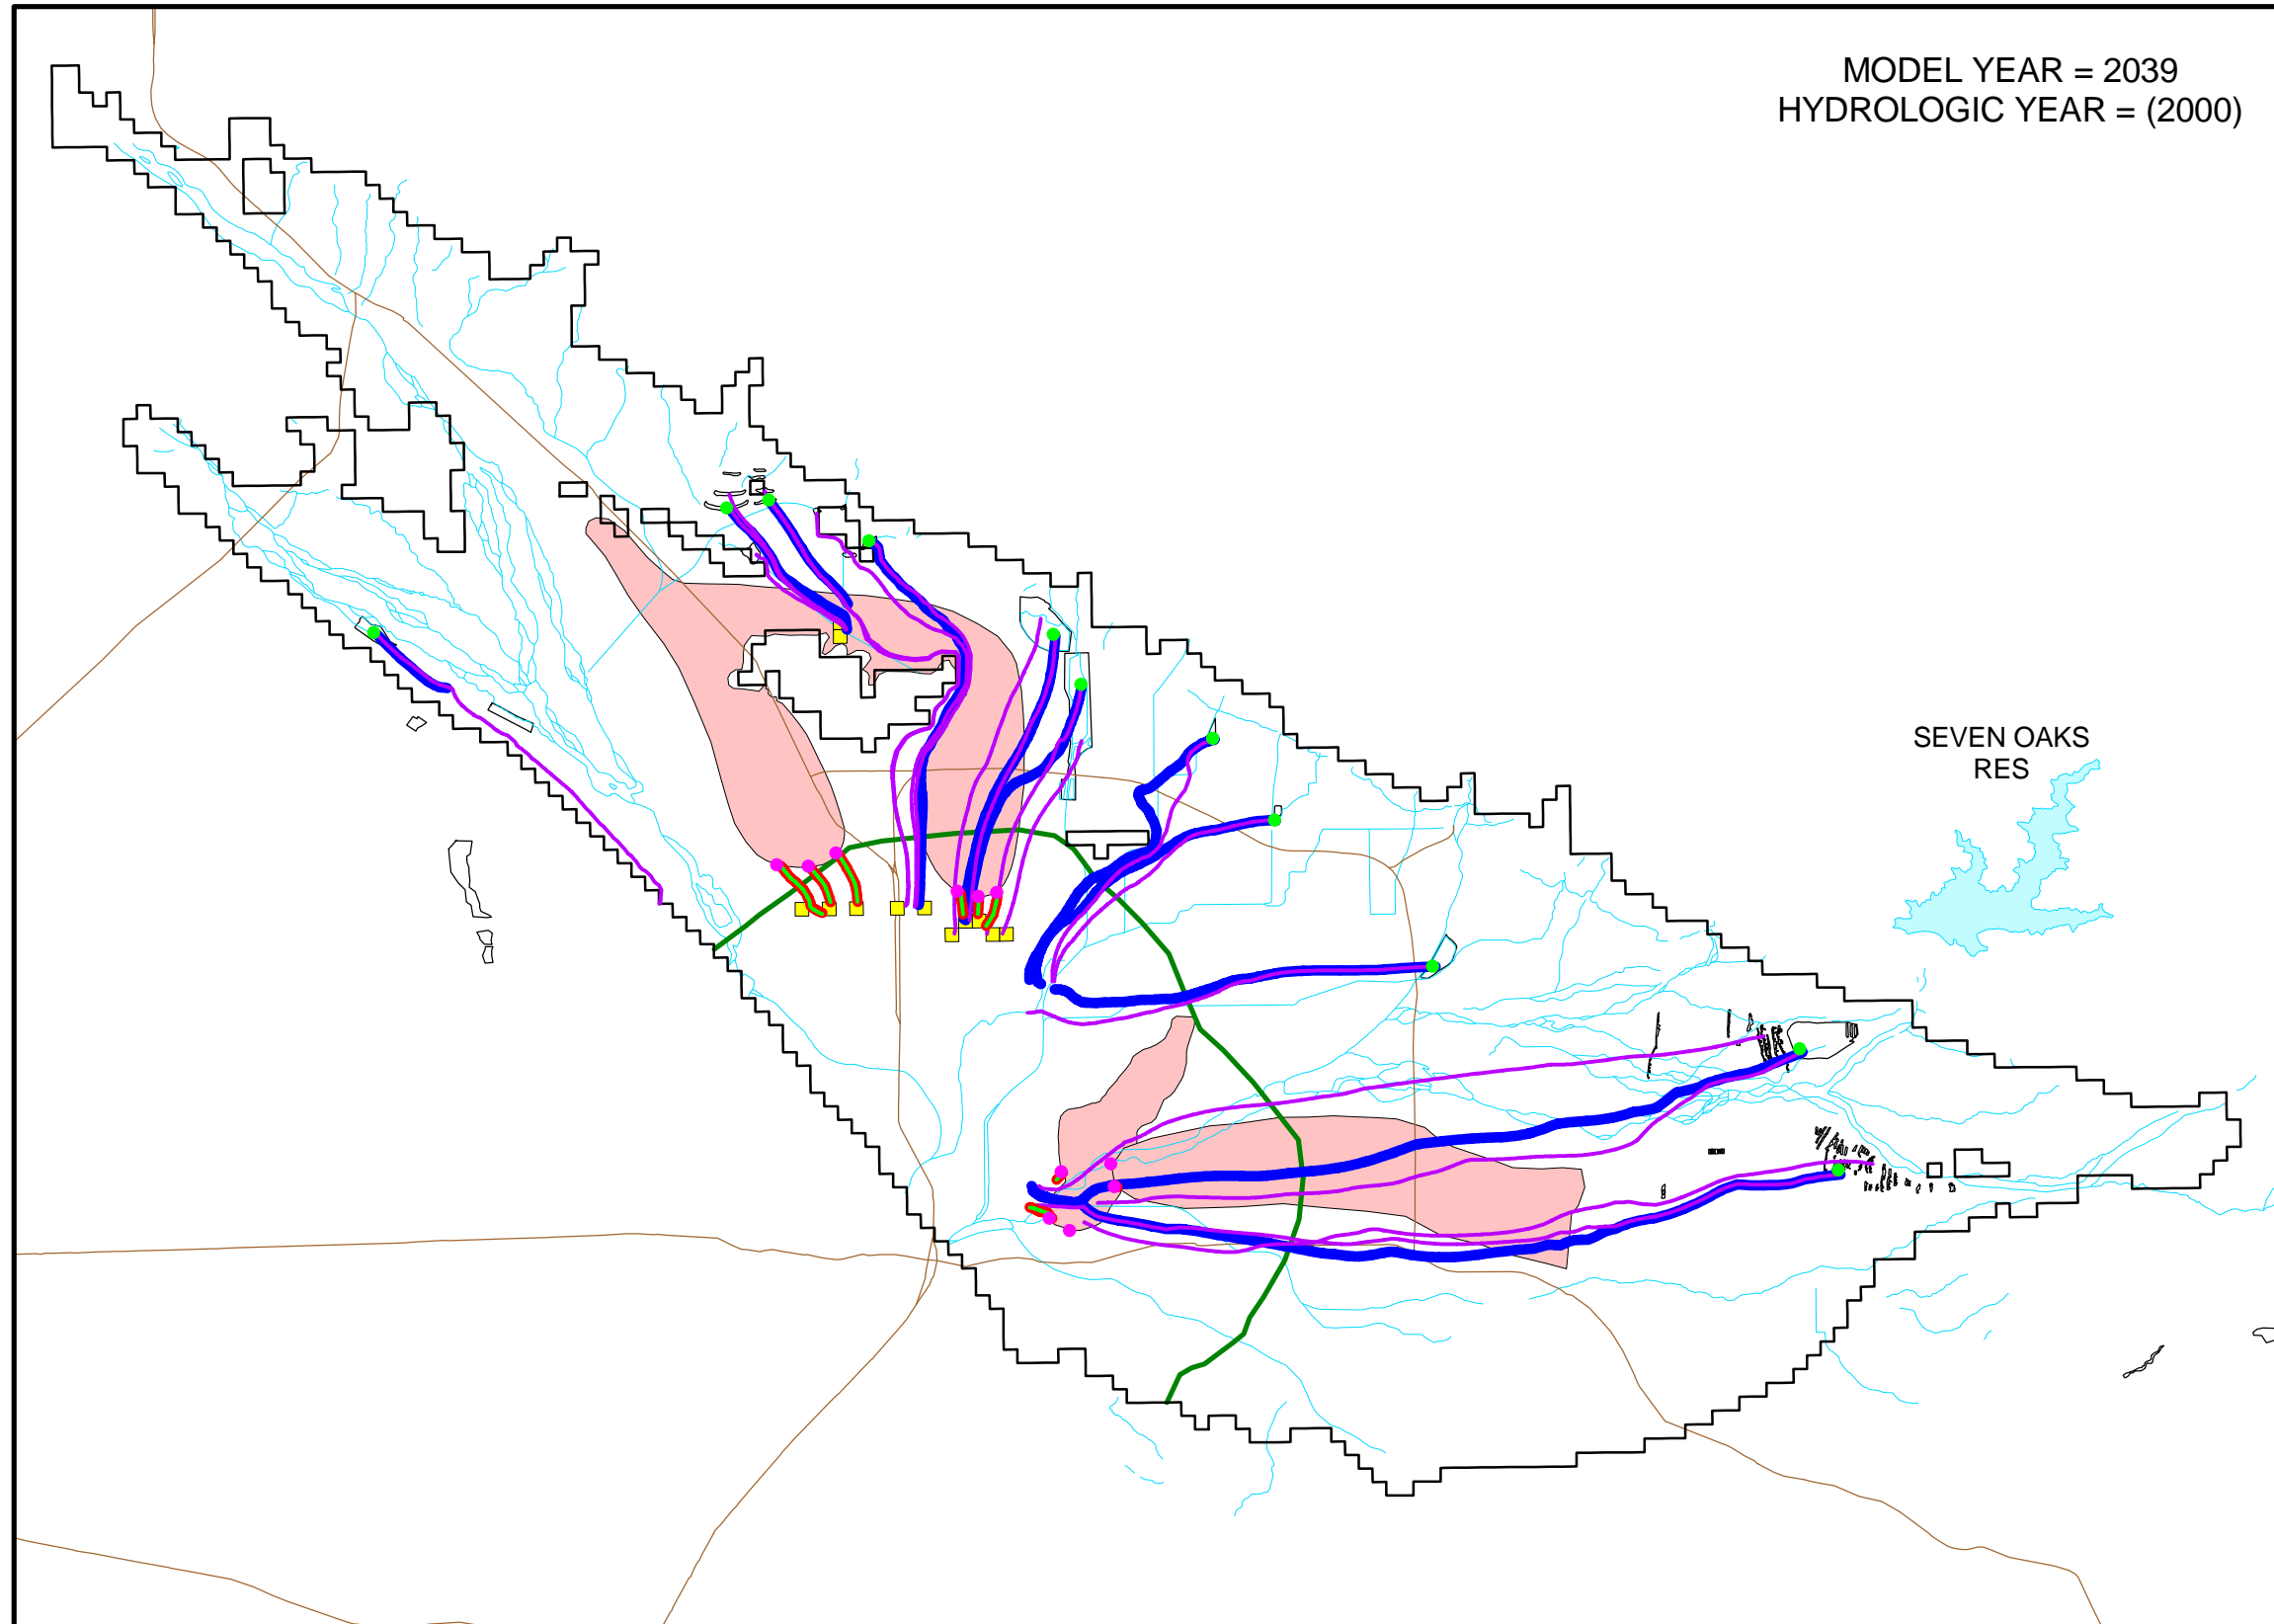 MODEL YEAR = 2039
HYDROLOGIC YEAR = (2000)
SEVEN OAKS
RES